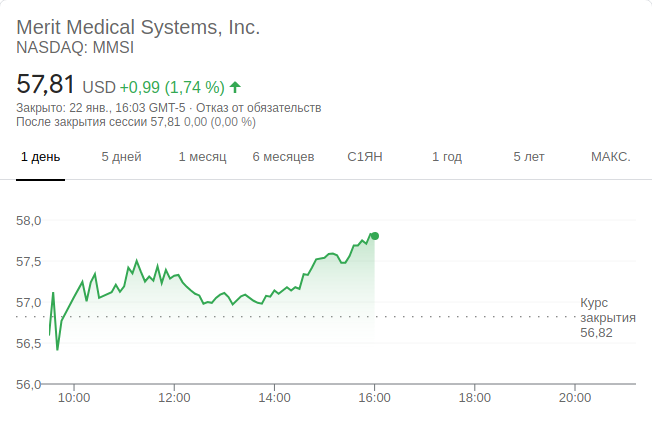 Merit Medical Systems, Inc.
NASDAQ: MMSI
57,81 USD +0,99 (1,74 %)
Закрыто: 22 янв., 16:03 GMT-5 · Отказ от обязательств
После закрытия сессии 57,81 0,00 (0,00 %)
1 день 5 дней 1 месяц 6 месяцев С1ЯН 1 год 5 лет МАКС.
58,0
57,5
57,0
56,5
56,0
Курс
закрытия
56,82
10:00 12:00 14:00 16:00 18:00 20:00